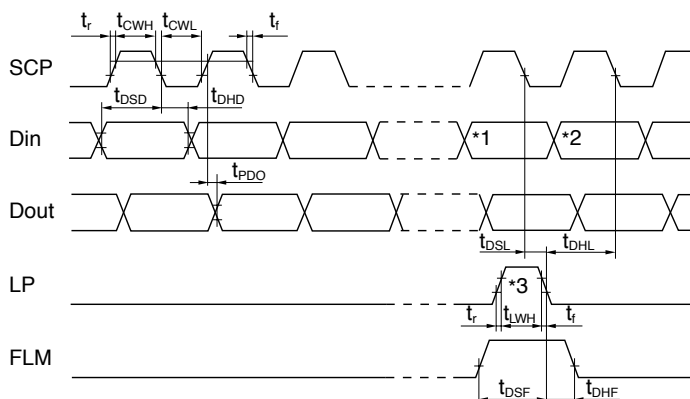 tr tCWH tCWL tf
SCP
tDSD tDHD
Din *1 *2
tPDO
Dout
tDSL tDHL
LP *3
tr tLWH tf
FLM
tDSF tDHF